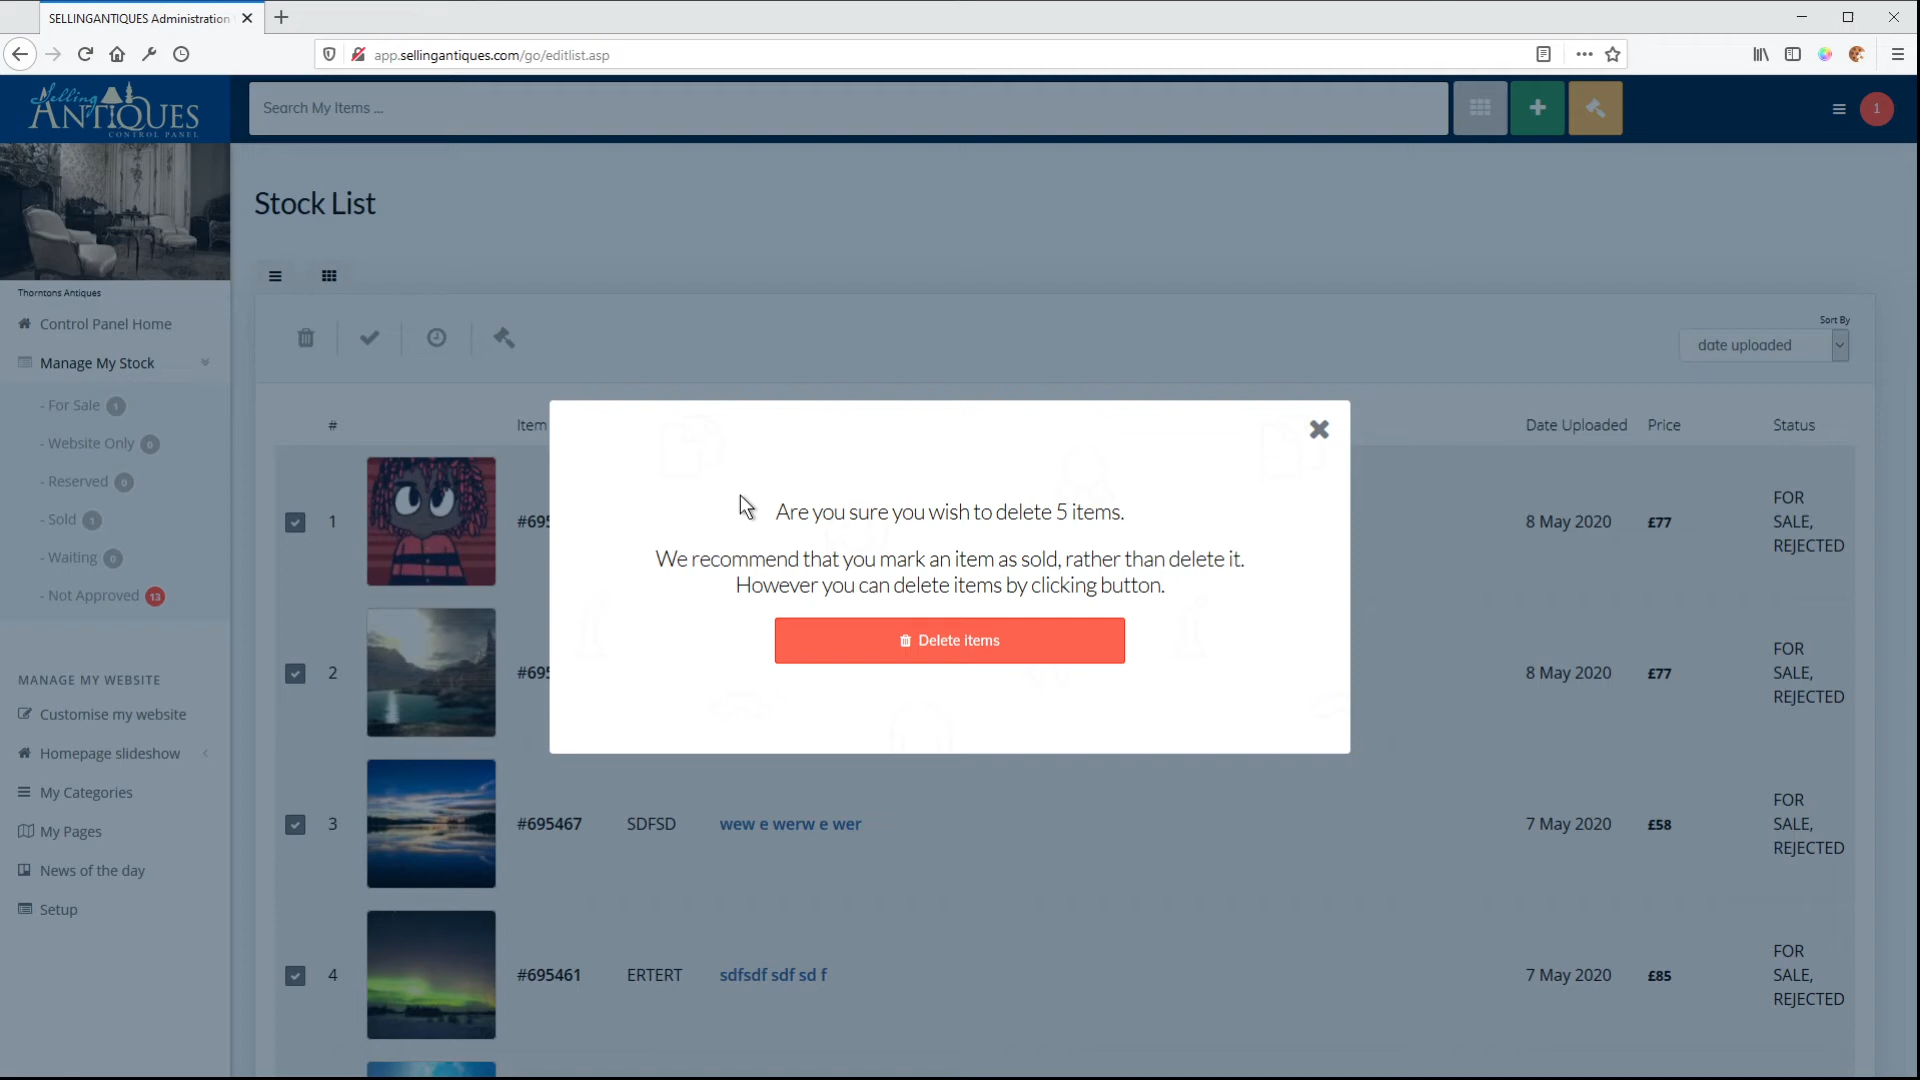 SELLINGANTIQUES Administration
app.sellingantiques.com/go/editlist.asp
Selling
ANTIQUES
CONTROL PANEL
Search My Items ...
1
Stock List
Thorntons Antiques
Control Panel Home
Manage My Stock
- For Sale 1
- Website Only 0
- Reserved 0
- Sold 1
- Waiting 0
- Not Approved 13
MANAGE MY WEBSITE
Customise my website
Homepage slideshow
My Categories
My Pages
News of the day
Setup
Sort By
date uploaded
# Item Date Uploaded Price Status
1 #695 8 May 2020 £77 FOR
SALE,
REJECTED
2 #695 8 May 2020 £77 FOR
SALE,
REJECTED
3 #695467 SDFSD wew e werw e wer 7 May 2020 £58 FOR
SALE,
REJECTED
4 #695461 ERTERT sdfsdf sdf sd f 7 May 2020 £85 FOR
SALE,
REJECTED
Are you sure you wish to delete 5 items.
We recommend that you mark an item as sold, rather than delete it.
However you can delete items by clicking button.
Delete items